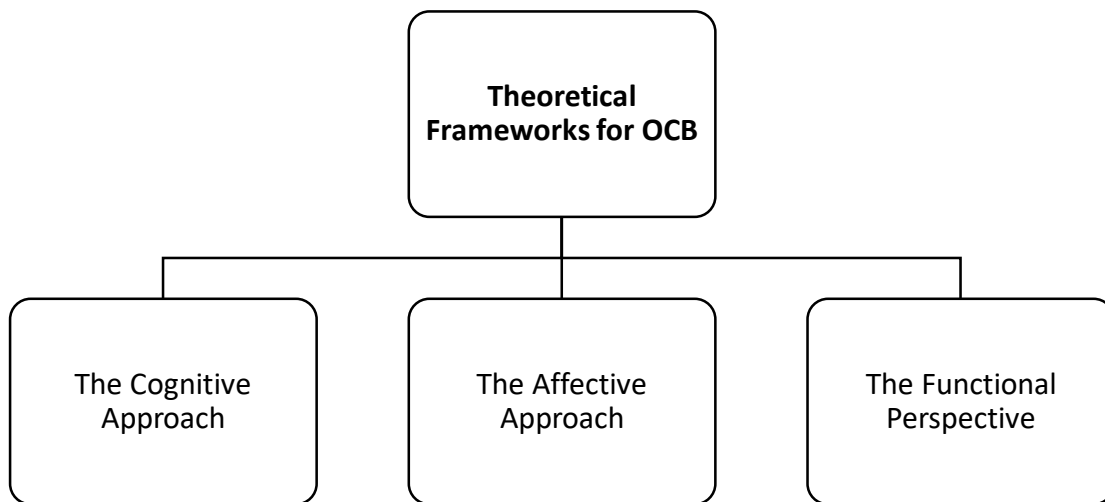 Theoretical
Frameworks for OCB
The Cognitive
Approach
The Affective
Approach
The Functional
Perspective